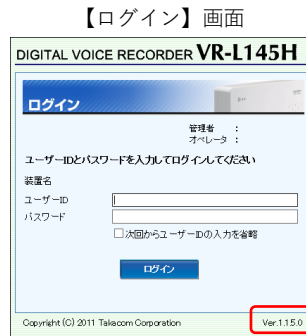 【ログイン】画面
DIGITAL VOICE RECORDER VR-L145H
ログイン
管理者 :
オペレータ :
ユーザーIDとパスワードを入力してログインしてください
装置名
ユーザーID
パスワード
次回からユーザーIDの入力を省略
ログイン
Copyright (C) 2011 Takacom Corporation Ver.1.15.0